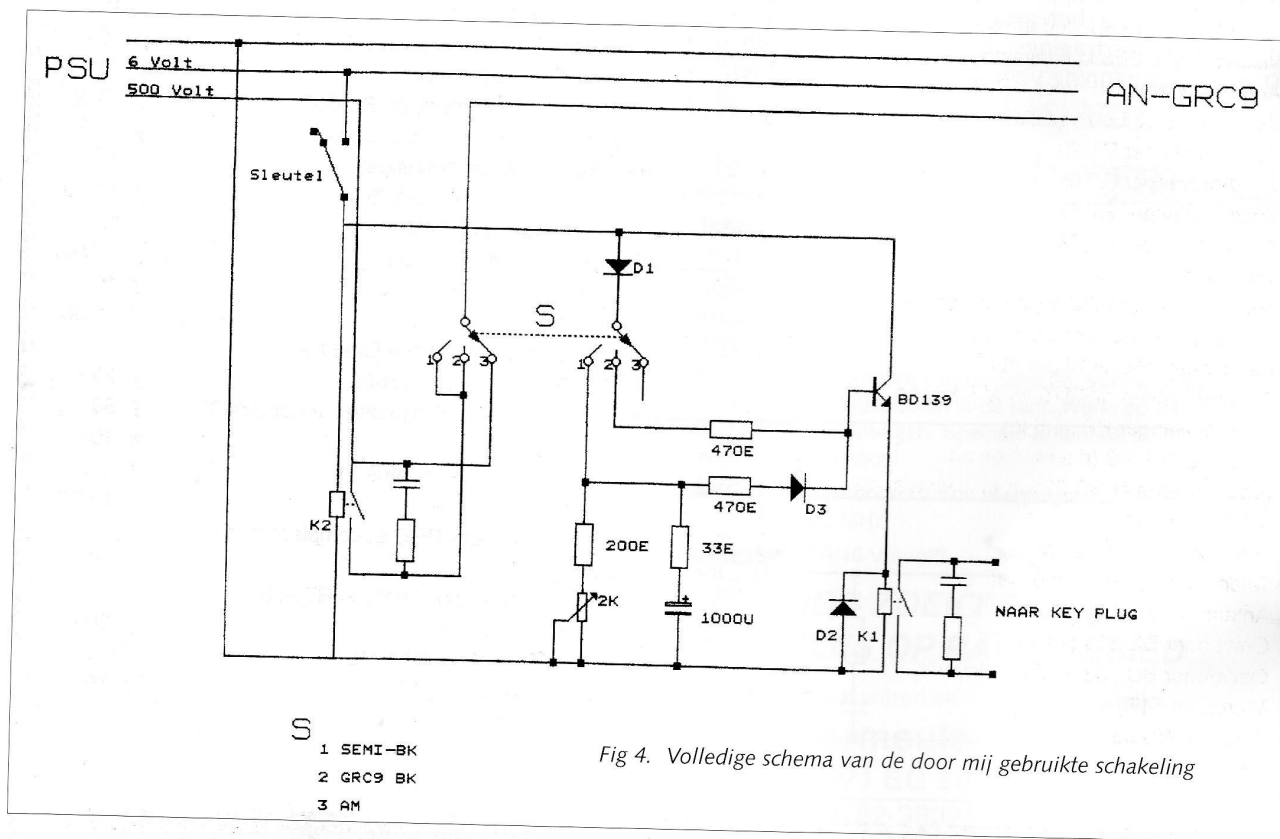 PSU
6 Volt
500 Volt
AN-GRC9
Sleutel
D1
S
1 2 3
1 2 3
BD139
470E
470E
D3
K2
200E
33E
2K
1000U
+
D2
K1
NAAR KEY PLUG
S
1 SEMI-BK
2 GRC9 BK
3 AM
Fig 4. Volledige schema van de door mij gebruikte schakeling